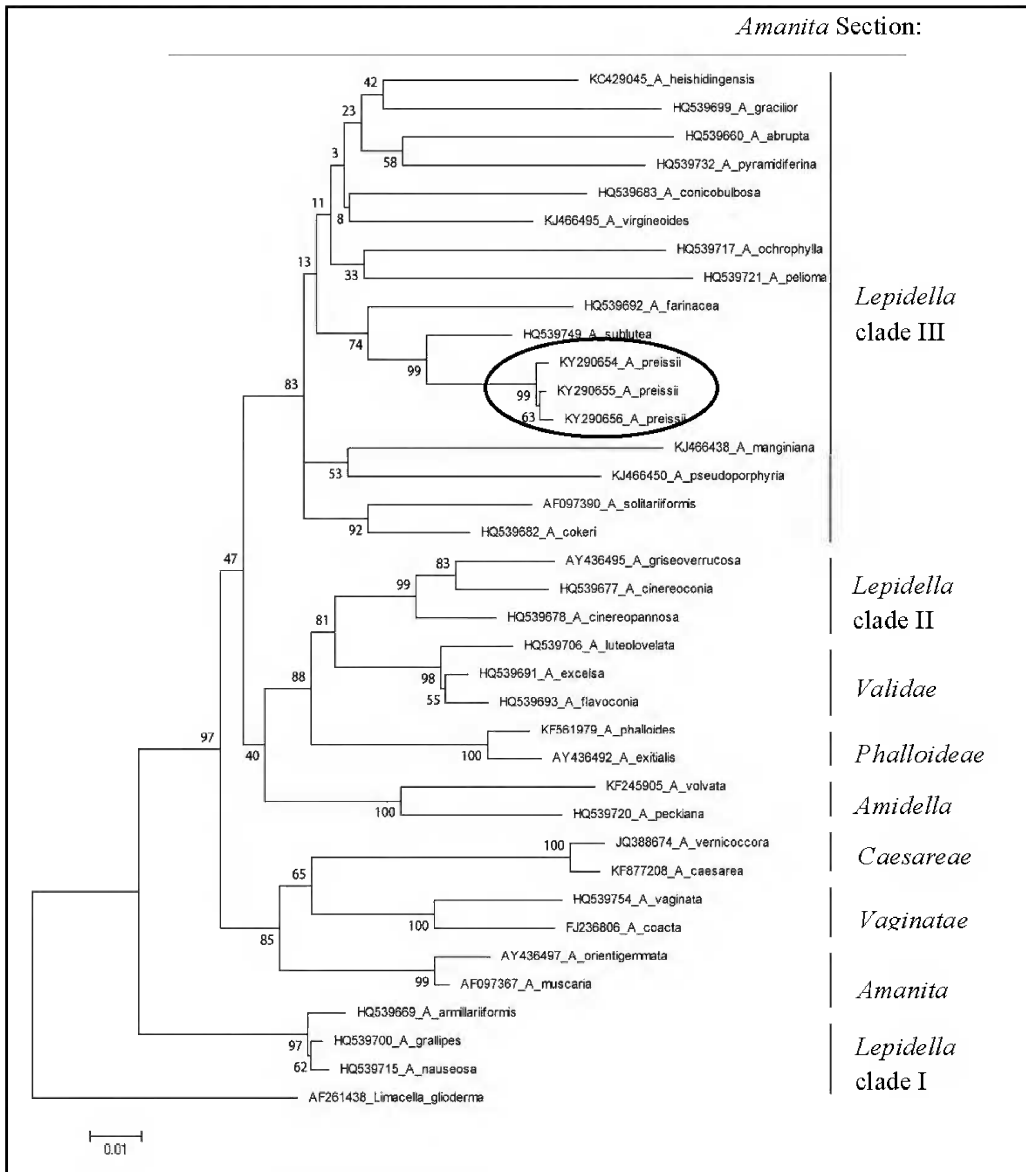 Amanita Section:
42
KC429045_A_heishidingensis
23
HQ539699_A_gracilior
3
HQ539660_A_abrupta
58
HQ539732_A_pyramidiferina
11
HQ539683_A_conicobulbosa
8
KJ466495_A_virgineoides
13
HQ539717_A_ochrophylla
33
HQ539721_A_pelioma
HQ539692_A_farinacea
Lepidella
clade III
74
HQ539749_A_sublutea
99
KY290654_A_preissii
83
99
KY290655_A_preissii
63
KY290656_A_preissii
KJ466438_A_manginiana
53
KJ466450_A_pseudoporphyria
AF097390_A_solitariiformis
92
HQ539682_A_cokeri
47
83
AY436495_A_griseoverrucosa
99
HQ539677_A_cinereoconia
Lepidella
clade II
81
HQ539678_A_cinereopannosa
HQ539706_A_luteolovelata
88
98
HQ539691_A_excelsa
Validae
55
HQ539693_A_flavoconia
97
KF561979_A_phalloides
Phalloideae
40
100
AY436492_A_exitialis
KF245905_A_volvata
Amidella
100
HQ539720_A_peckiana
100
JQ388674_A_vernicoccora
Caesareae
65
KF877208_A_caesarea
HQ539754_A_vaginata
Vaginatae
100
FJ236806_A_coacta
85
AY436497_A_orientigemmata
99
AF097367_A_muscaria
Amanita
HQ539669_A_armillariiformis
97
HQ539700_A_grallipes
Lepidella
clade I
62
HQ539715_A_nauseosa
AF261438_Limacella_glioderma
0.01